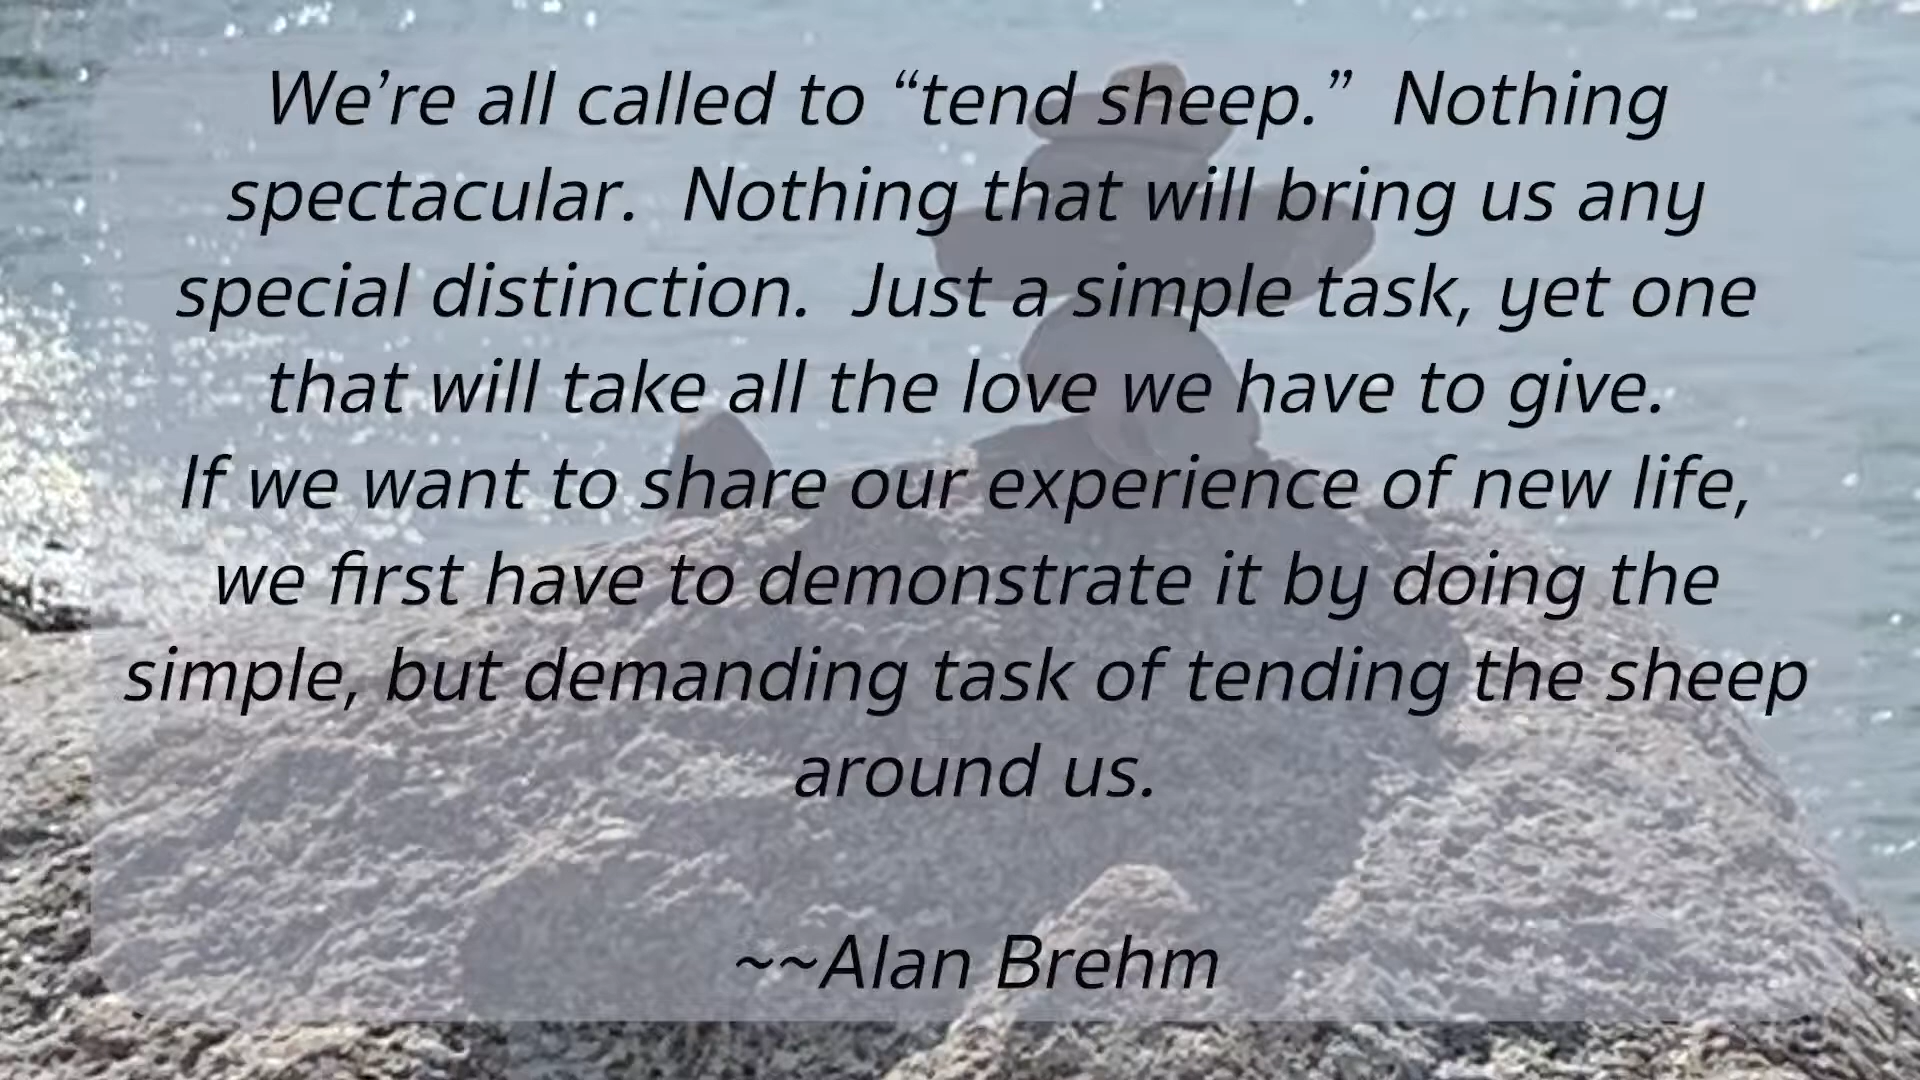 We’re all called to “tend sheep.”  Nothing
spectacular.  Nothing that will bring us any
special distinction.  Just a simple task, yet one
that will take all the love we have to give.
If we want to share our experience of new life,
we first have to demonstrate it by doing the
simple, but demanding task of tending the sheep
around us.
~~Alan Brehm